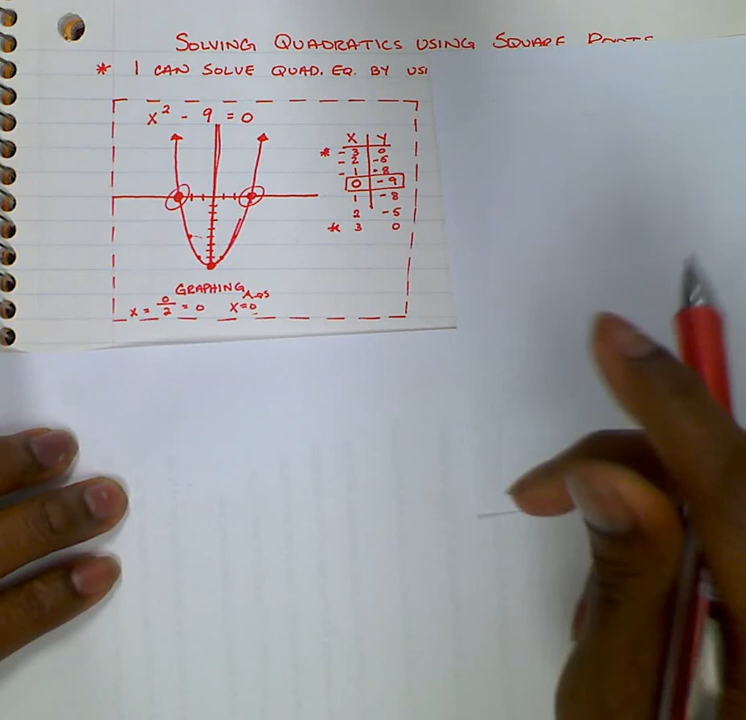 SOLVING QUADRATICS USING SQUARE
* I CAN SOLVE QUAD. EQ. BY
x² - 9 = 0
X Y
* -3 0
-2 -5
-1 -8
0 -9
1 -8
2 -5
* 3 0
GRAPHING
AOS
x = 0/2 = 0 x=0